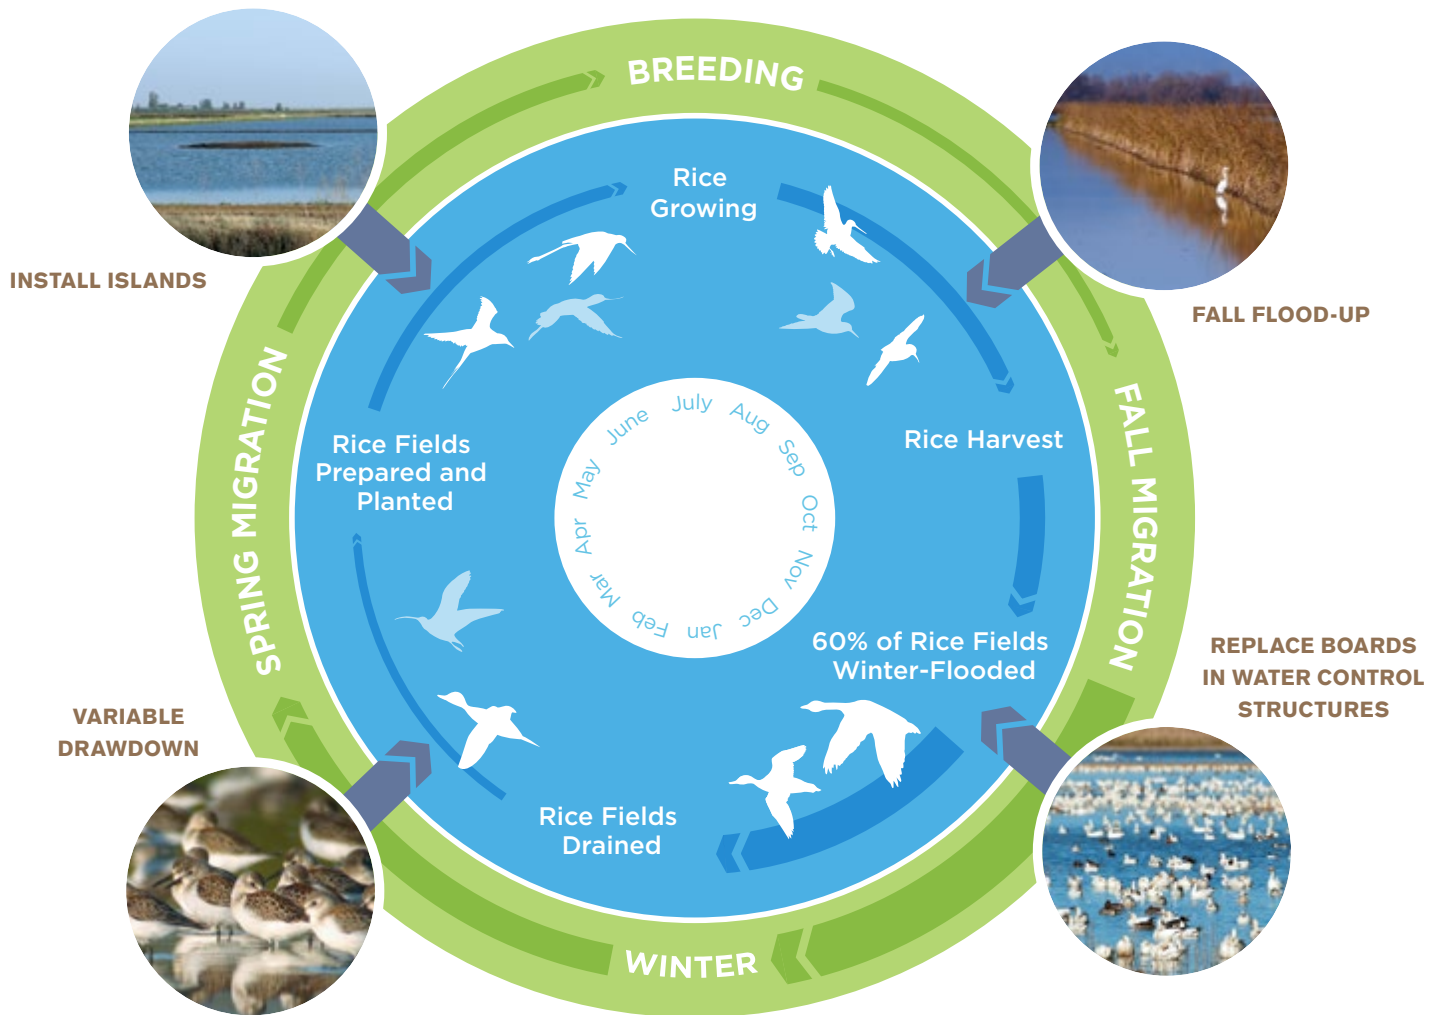 BREEDING
Rice
Growing
INSTALL ISLANDS
FALL FLOOD-UP
SPRING MIGRATION
FALL MIGRATION
Rice Fields
Prepared and
Planted
Rice Harvest
July
Aug
Sep
Oct
Nov
Dec
Jan
Feb
Mar
Apr
May
June
60% of Rice Fields
Winter-Flooded
REPLACE BOARDS
IN WATER CONTROL
STRUCTURES
VARIABLE
DRAWDOWN
Rice Fields
Drained
WINTER